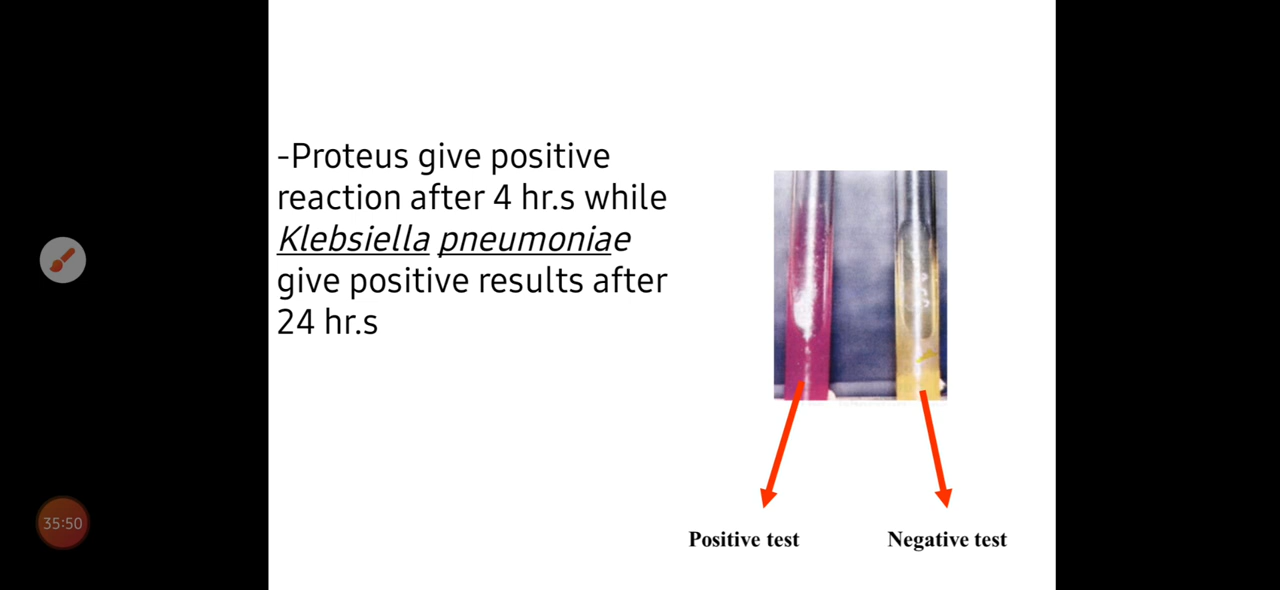 -Proteus give positive
reaction after 4 hr.s while
Klebsiella pneumoniae
give positive results after
24 hr.s
35:50
Positive test
Negative test